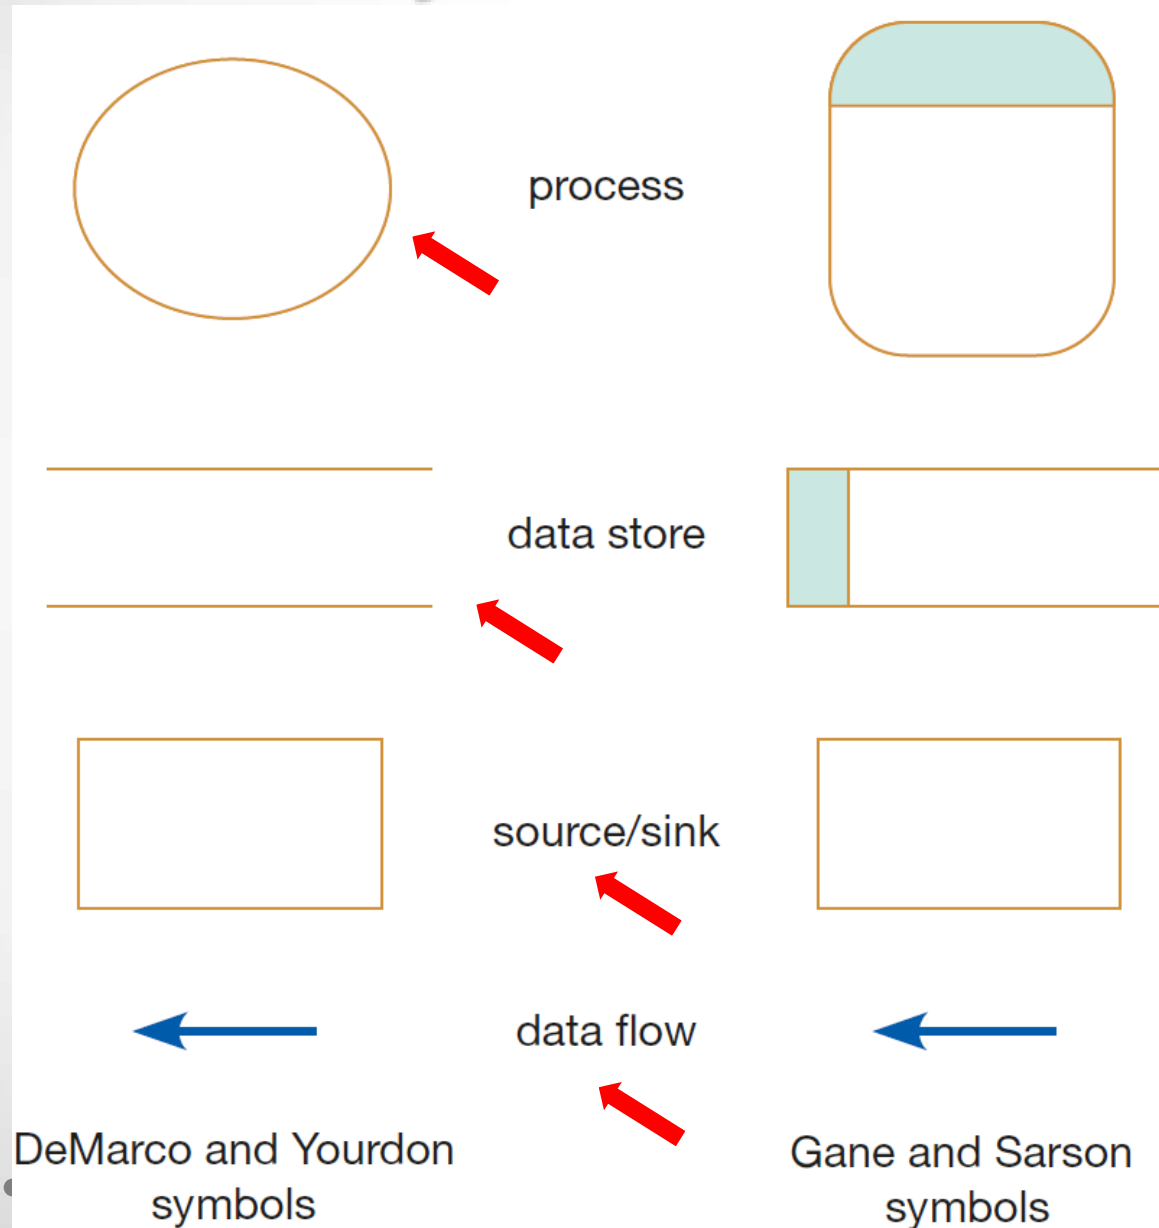 process
data store
source/sink
data flow
DeMarco and Yourdon
symbols
Gane and Sarson
symbols